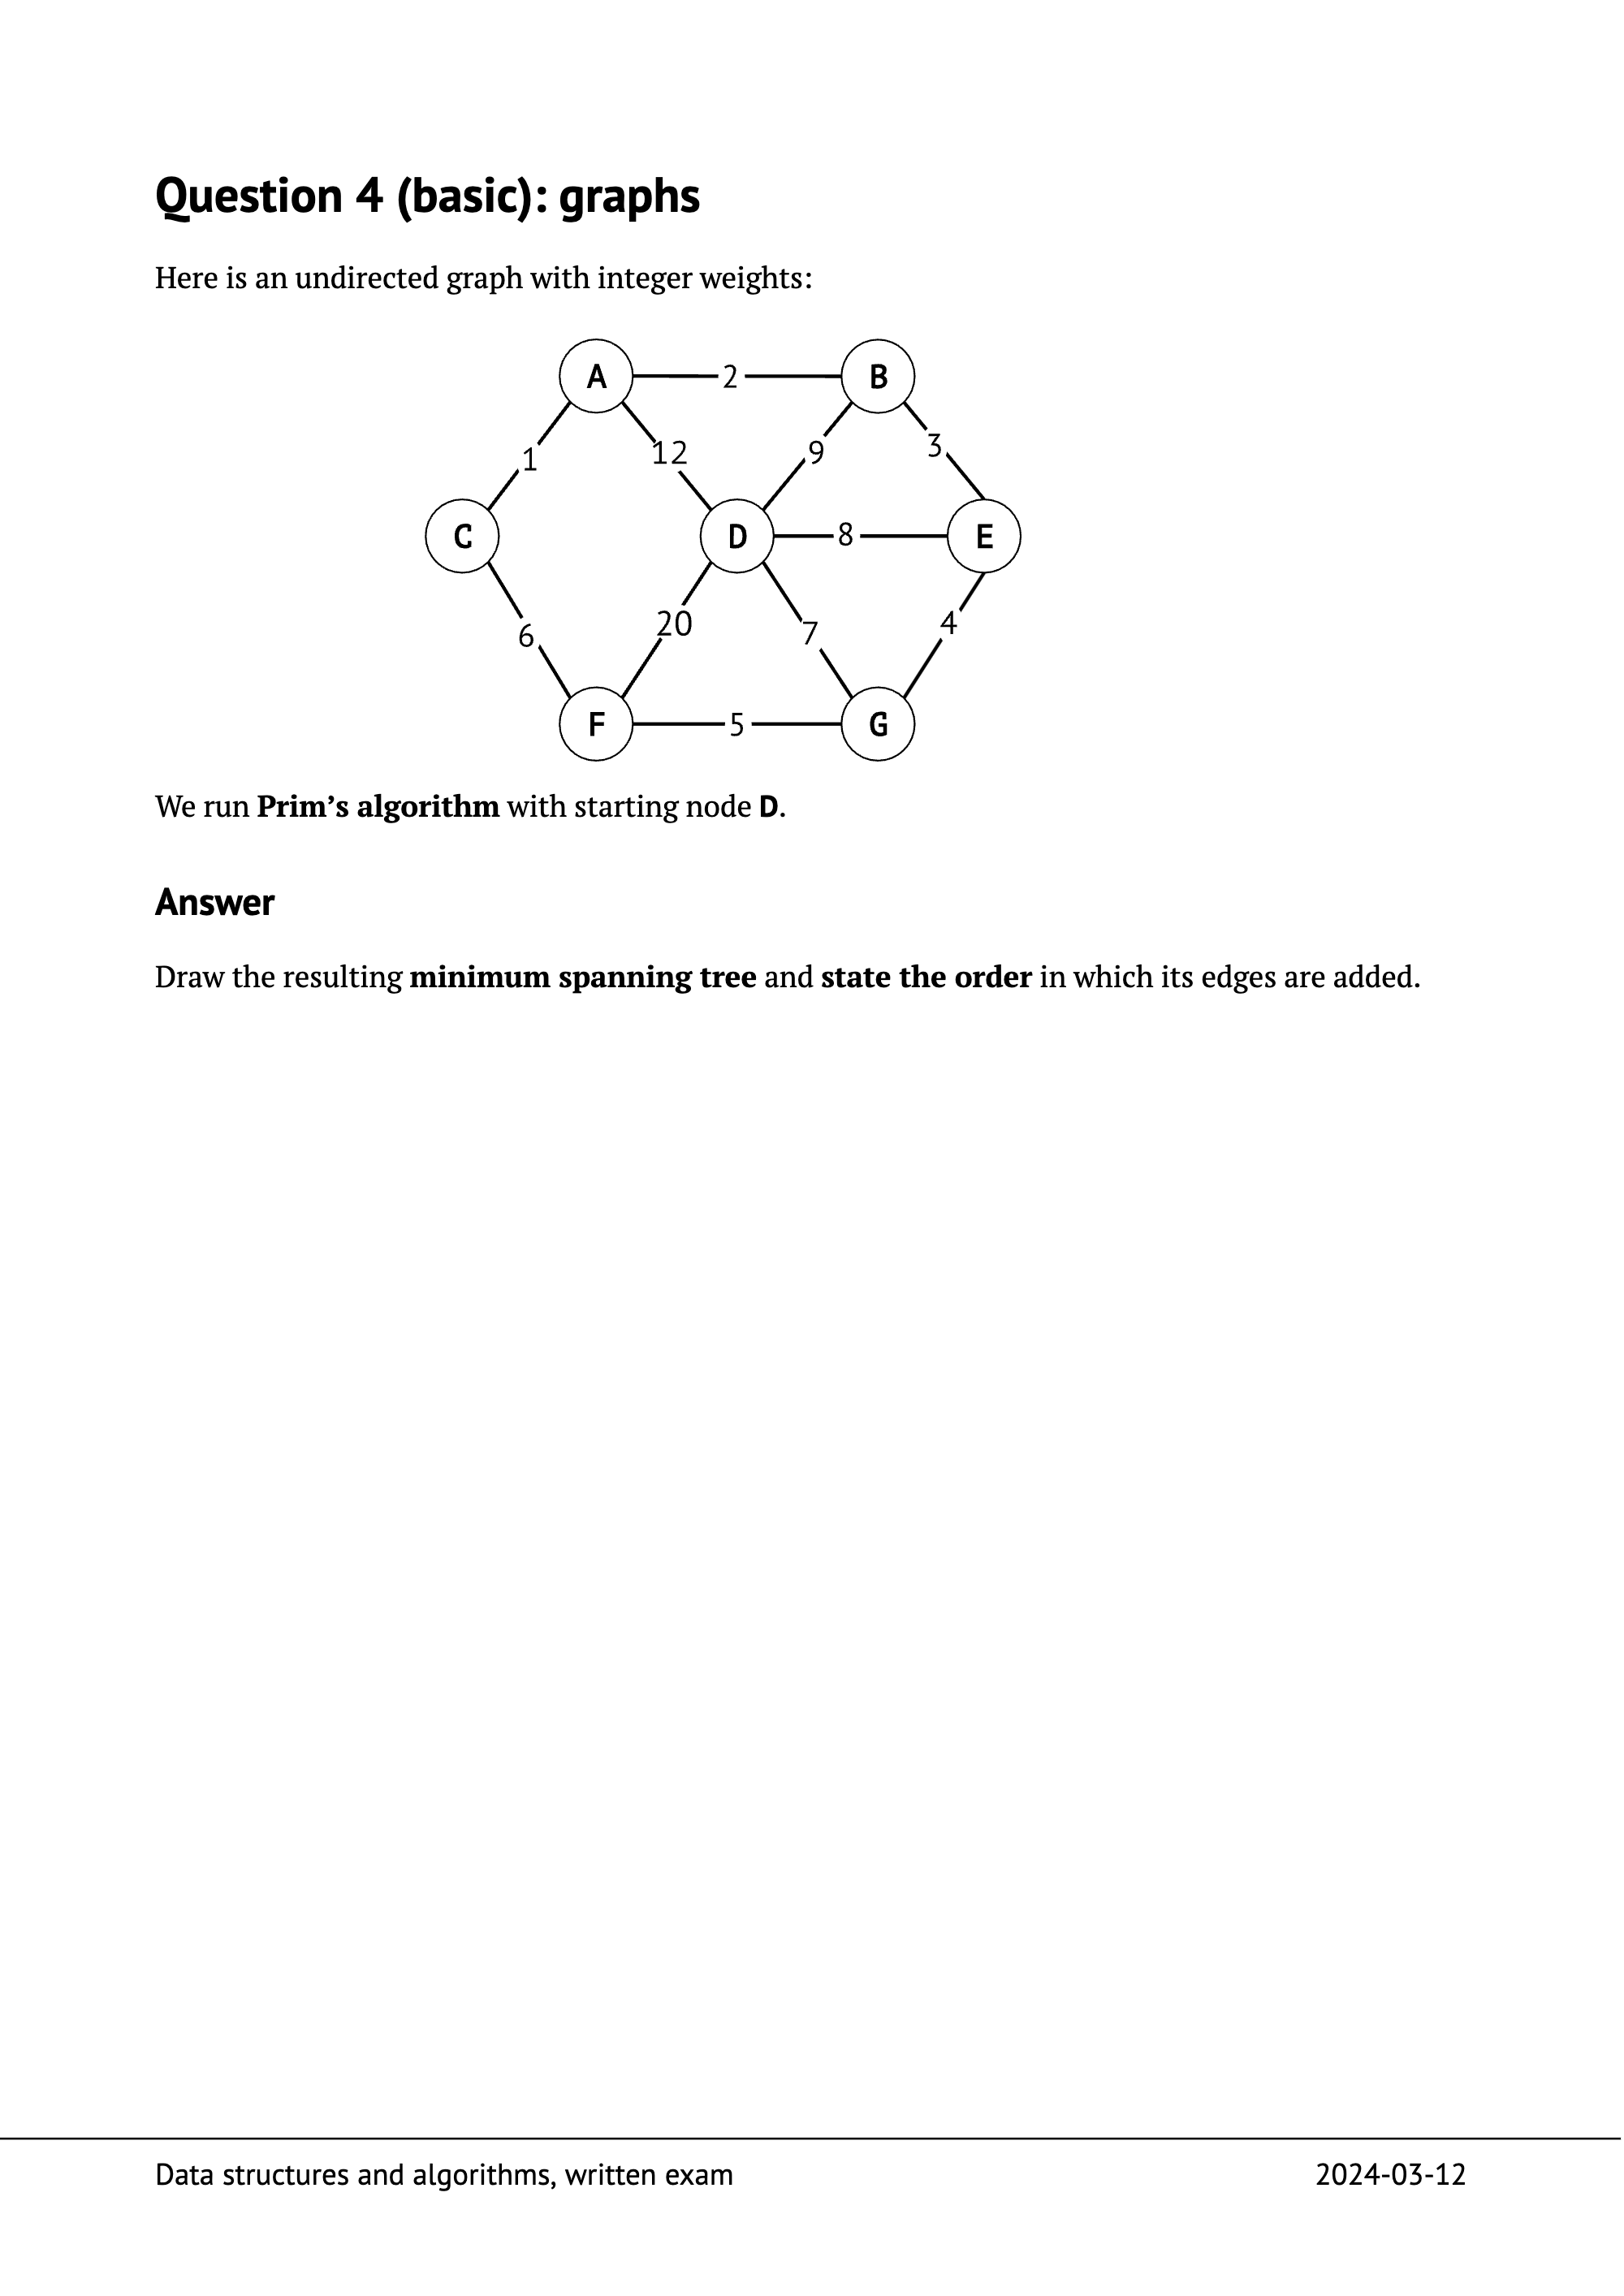 Question 4 (basic): graphs
Here is an undirected graph with integer weights:
A 2 B
1 12 9 3
C D 8 E
6 20 7 4
F 5 G
We run Prim’s algorithm with starting node D.
Answer
Draw the resulting minimum spanning tree and state the order in which its edges are added.
Data structures and algorithms, written exam 2024-03-12